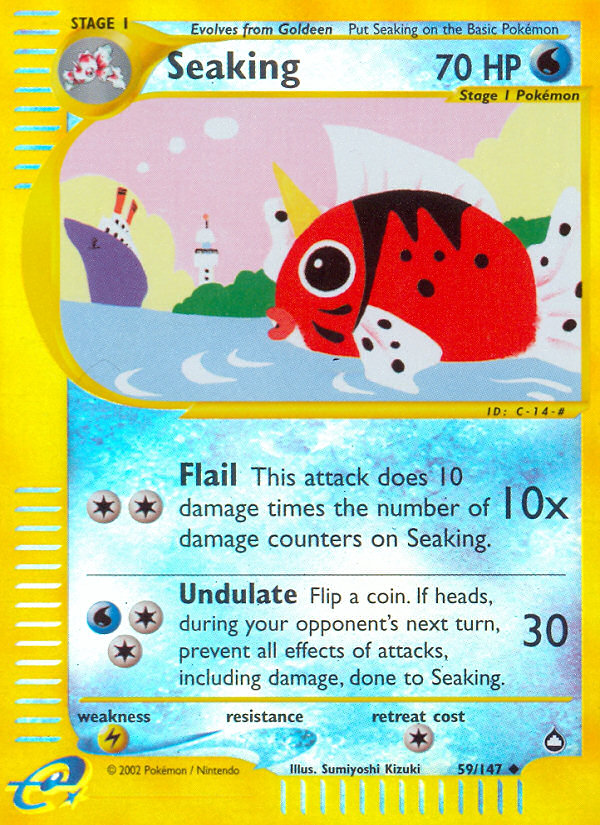 STAGE 1
Evolves from Goldeen Put Seaking on the Basic Pokémon
Seaking 70 HP
Stage 1 Pokémon
ID: C-14-#
Flail This attack does 10
damage times the number of
damage counters on Seaking.
10x
Undulate Flip a coin. If heads,
during your opponent's next turn,
prevent all effects of attacks,
including damage, done to Seaking.
30
weakness resistance retreat cost
© 2002 Pokémon / Nintendo Illus. Sumiyoshi Kizuki 59/147
e